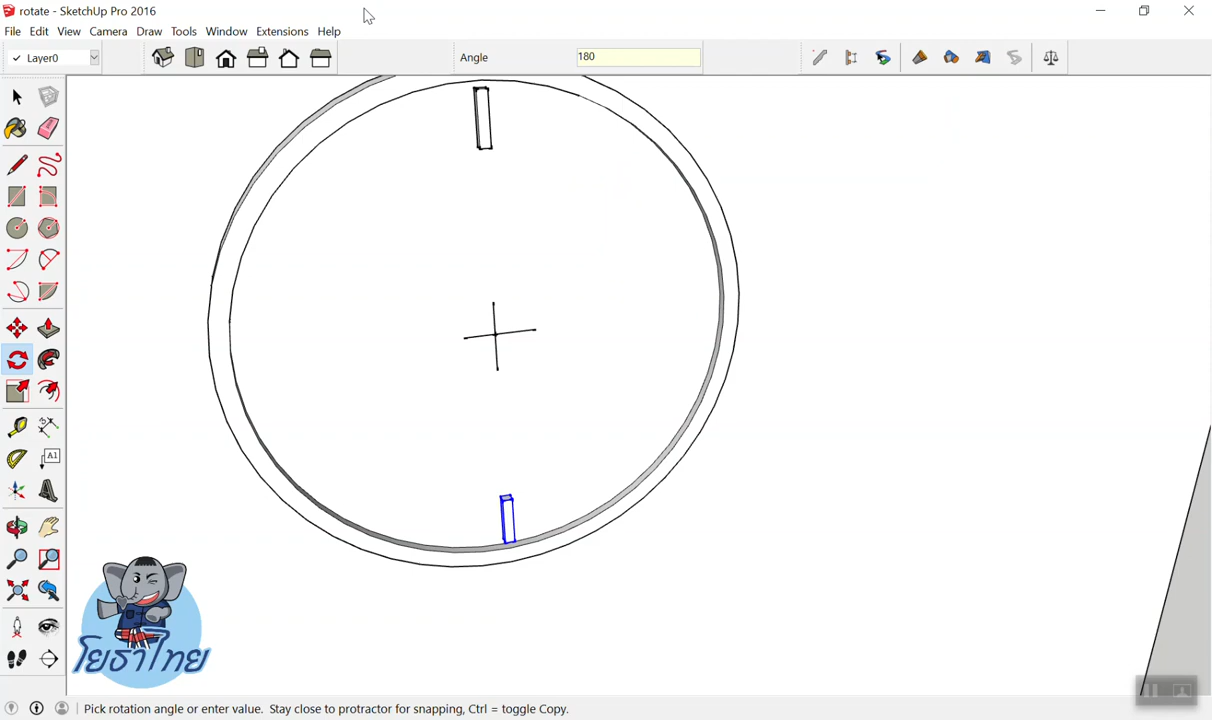 rotate - SketchUp Pro 2016
File Edit View Camera Draw Tools Window Extensions Help
Layer0
Angle 180
A1
โยธาไทย
Pick rotation angle or enter value. Stay close to protractor for snapping, Ctrl = toggle Copy.